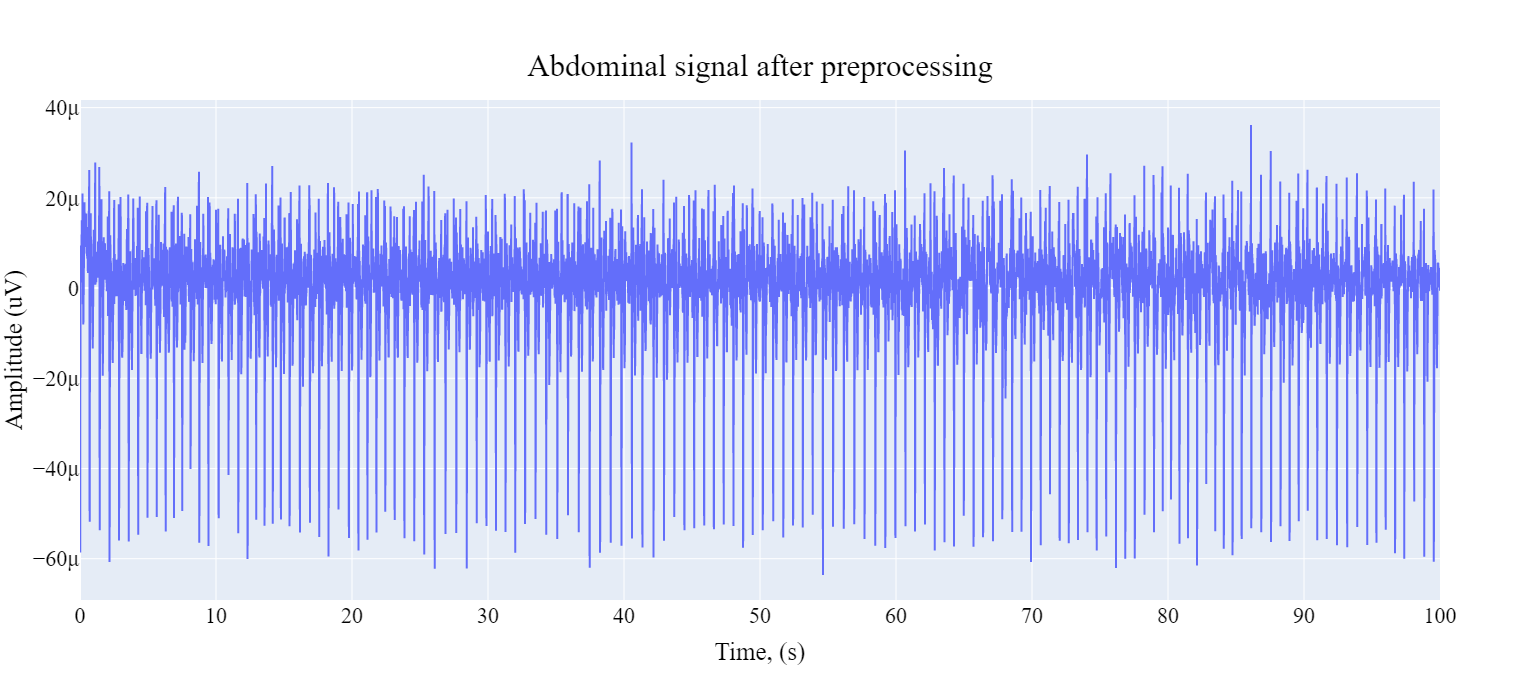 Abdominal signal after preprocessing
40μ
20μ
0
−20μ
−40μ
−60μ
Amplitude (uV)
0 10 20 30 40 50 60 70 80 90 100
Time, (s)